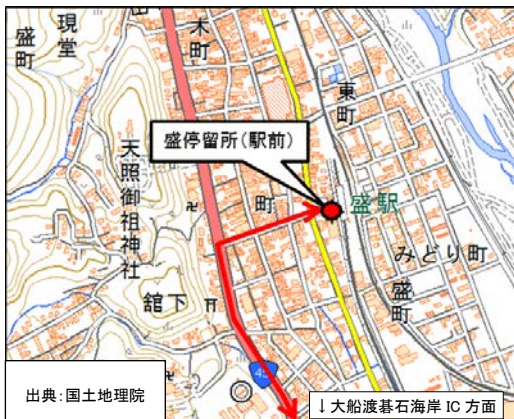 現堂
盛町
木町
東町
盛停留所（駅前）
天照御祖神社
町
盛駅
みどり町
盛町
舘下
45
出典：国土地理院
↓大船渡碁石海岸 IC 方面